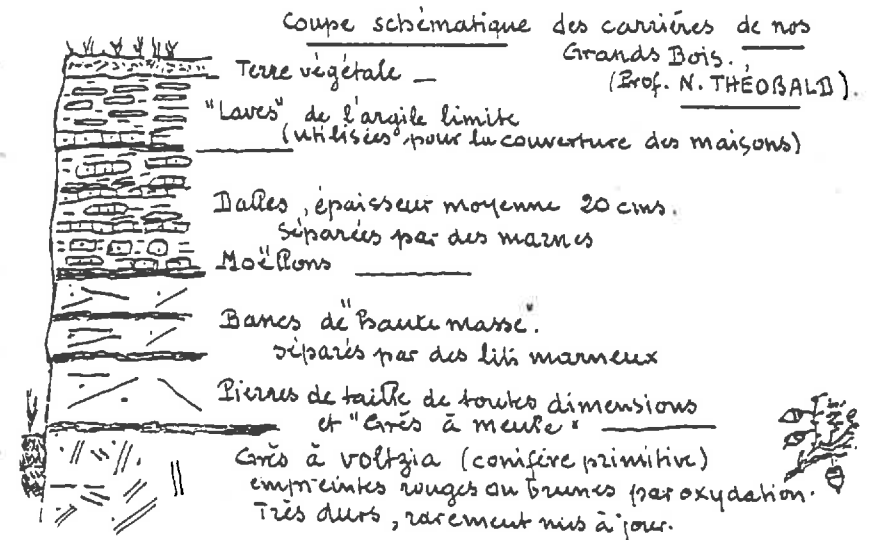 Coupe schématique des carrières de nos
Grands Bois.
(Prof. N. THÉOBALD).
Terre végétale —
"Laves" de l'argile limite
(utilisées pour la couverture des maisons)
Dalles, épaisseur moyenne 20 cms.
séparées par des marnes
Moëllons
Bancs de "haute masse".
séparés par des lits marneux
Pierres de taille de toutes dimensions
et "Grès à meule"
Grès à voltzia (conifère primitive)
empreintes rouges ou brunes par oxydation.
Très durs, rarement mis à jour.